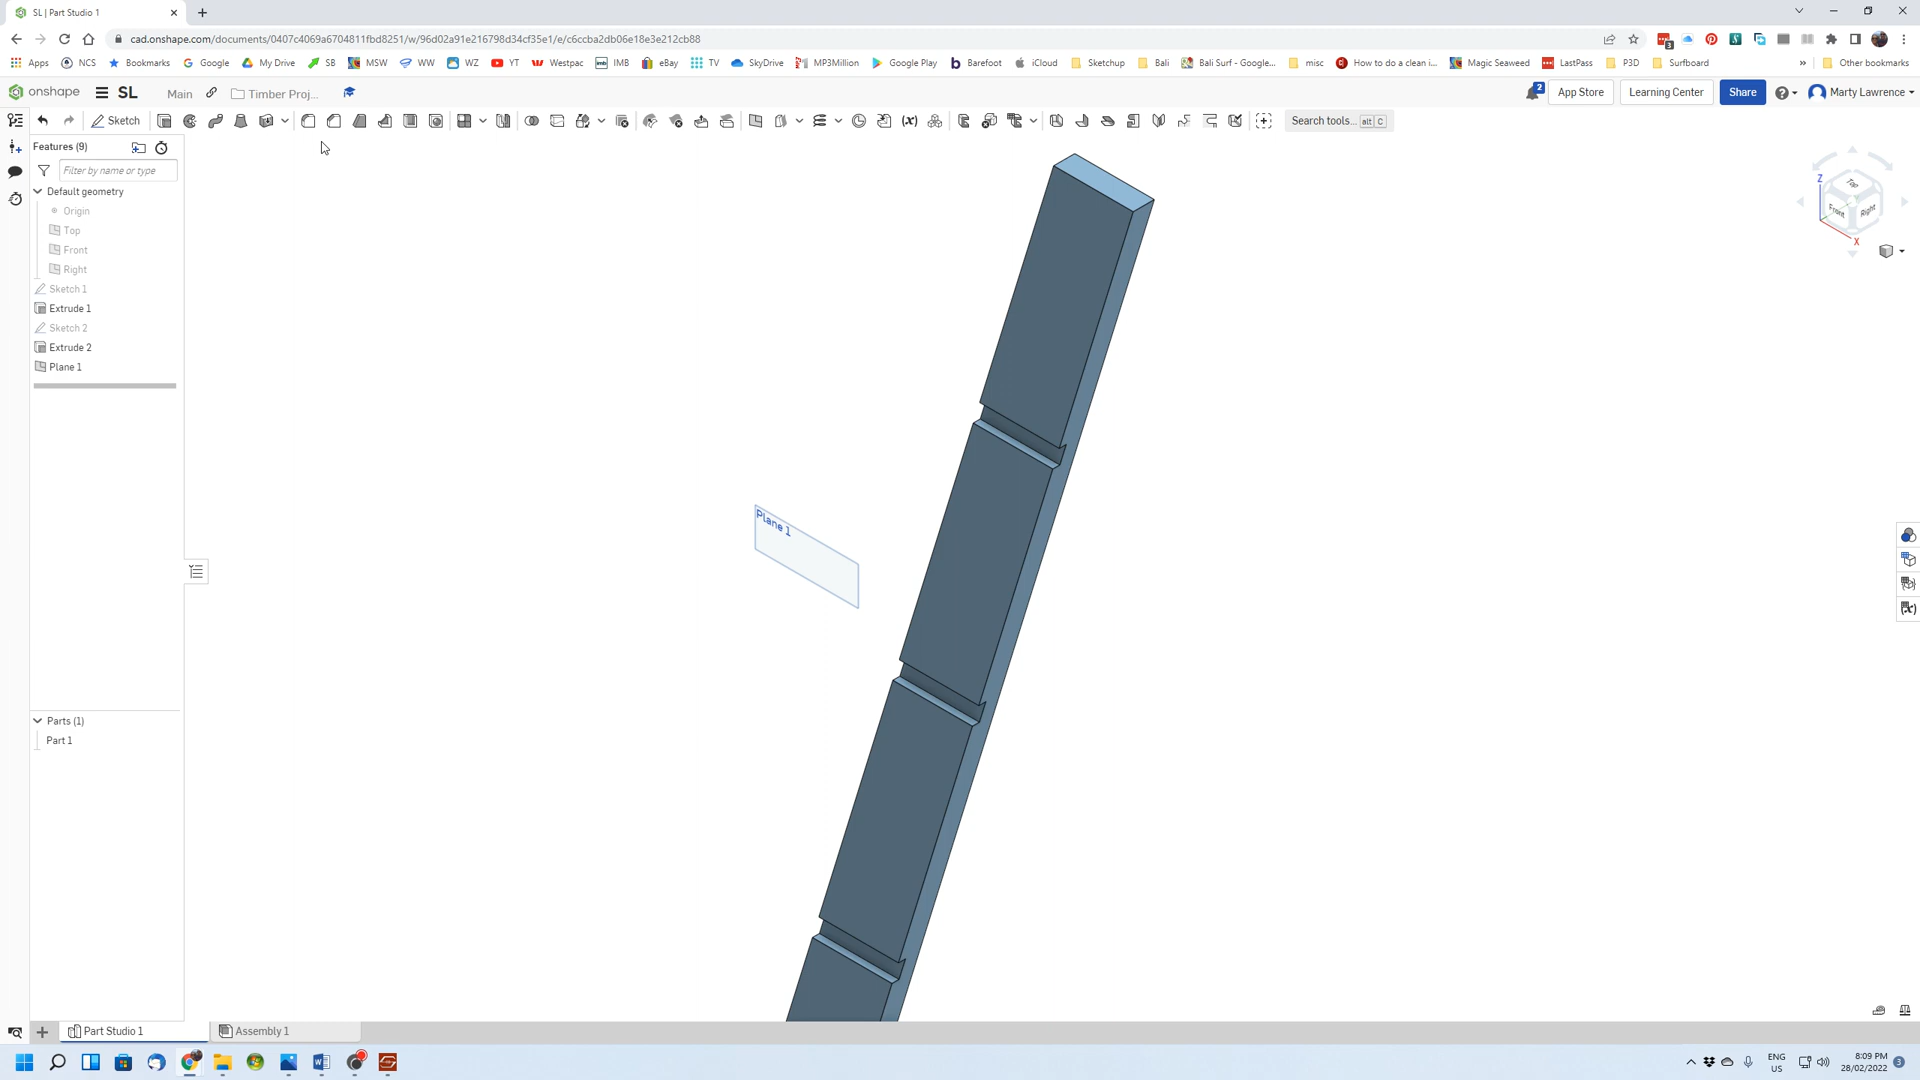 SL | Part Studio 1
cad.onshape.com/documents/0407c4069a6704811fbd8251/w/96d02a91e216798d34cf35e1/e/c6ccba2db06e18e3e212cb88
3
Apps NCS Bookmarks Google My Drive SB MSW WW WZ YT Westpac IMB eBay TV SkyDrive MP3Million Google Play Barefoot iCloud Sketchup Bali Bali Surf - Google... misc How to do a clean i... Magic Seaweed LastPass P3D Surfboard » Other bookmarks
onshape SL Main Timber Proj... 2 App Store Learning Center Share Marty Lawrence
Sketch Search tools... alt C
Features (9)
Filter by name or type
Default geometry
Origin
Top
Front
Right
Sketch 1
Extrude 1
Sketch 2
Extrude 2
Plane 1
Plane 1
Z
Top
Front
Right
X
Parts (1)
Part 1
Part Studio 1 Assembly 1
ENG
US
8:09 PM
28/02/2022
3